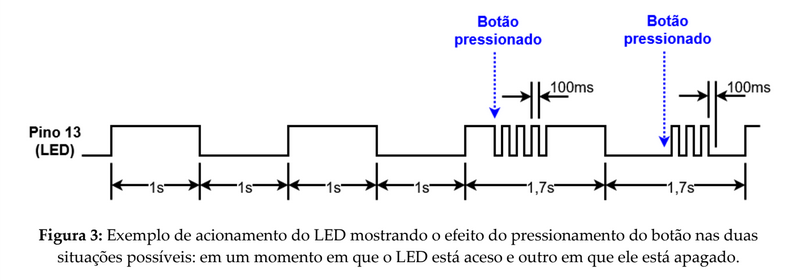 Botão
pressionado
Botão
pressionado
100ms
100ms
Pino 13
(LED)
1s
1s
1s
1s
1,7s
1,7s
Figura 3: Exemplo de acionamento do LED mostrando o efeito do pressionamento do botão nas duas
situações possíveis: em um momento em que o LED está aceso e outro em que ele está apagado.